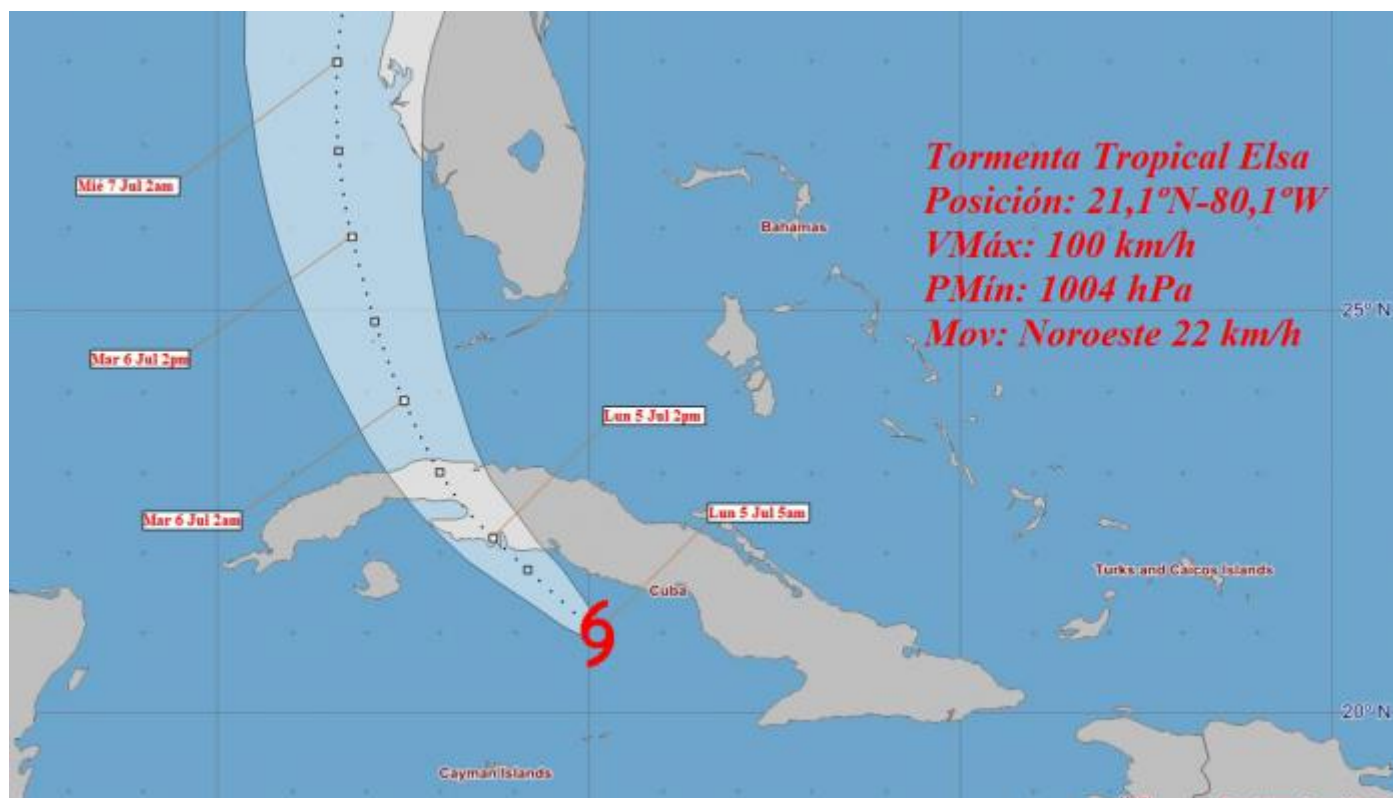 Tormenta Tropical Elsa
Posición: 21,1ºN-80,1ºW
VMáx: 100 km/h
PMín: 1004 hPa
Mov: Noroeste 22 km/h
Mié 7 Jul 2am
Bahamas
25° N
Mar 6 Jul 2pm
Lun 5 Jul 2pm
Mar 6 Jul 2am
Lun 5 Jul 5am
Turks and Caicos Islands
Cuba
20° N
Cayman Islands